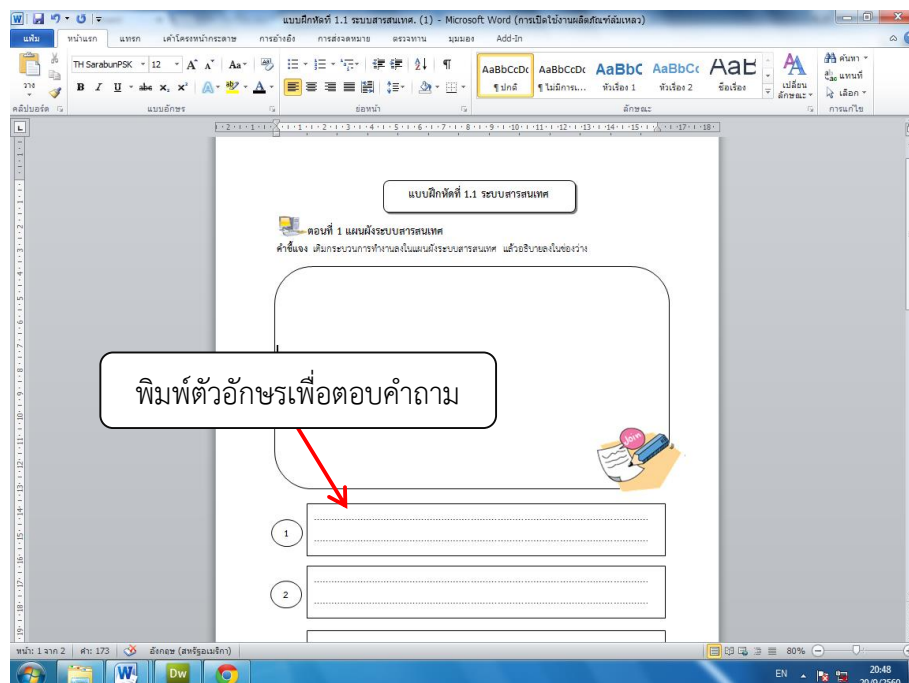 แบบฝึกหัดที่ 1.1 ระบบสารสนเทศ. (1) - Microsoft Word (การเปิดใช้งานผลิตภัณฑ์ล้มเหลว)
แฟ้ม หน้าแรก แทรก เค้าโครงหน้ากระดาษ การอ้างอิง การส่งจดหมาย ตรวจทาน มุมมอง Add-In
TH SarabunPSK 12
วาง
B I U abc x₂ x² A A
AaBbCcDc AaBbCcDc AaBbC AaBbCc AaB
¶ ปกติ ¶ ไม่มีการ... หัวเรื่อง 1 หัวเรื่อง 2 ชื่อเรื่อง
เปลี่ยนลักษณะ
ค้นหา
แทนที่
เลือก
คลิปบอร์ด แบบอักษร ย่อหน้า ลักษณะ การแก้ไข
แบบฝึกหัดที่ 1.1 ระบบสารสนเทศ
ตอนที่ 1 แผนผังระบบสารสนเทศ
คำชี้แจง เติมกระบวนการทำงานลงในแผนผังระบบสารสนเทศ แล้วอธิบายลงในช่องว่าง
พิมพ์ตัวอักษรเพื่อตอบคำถาม
Join
1
2
หน้า: 1 จาก 2 คำ: 173 อังกฤษ (สหรัฐอเมริกา) 80%
Dw EN 20:48
20/9/2560